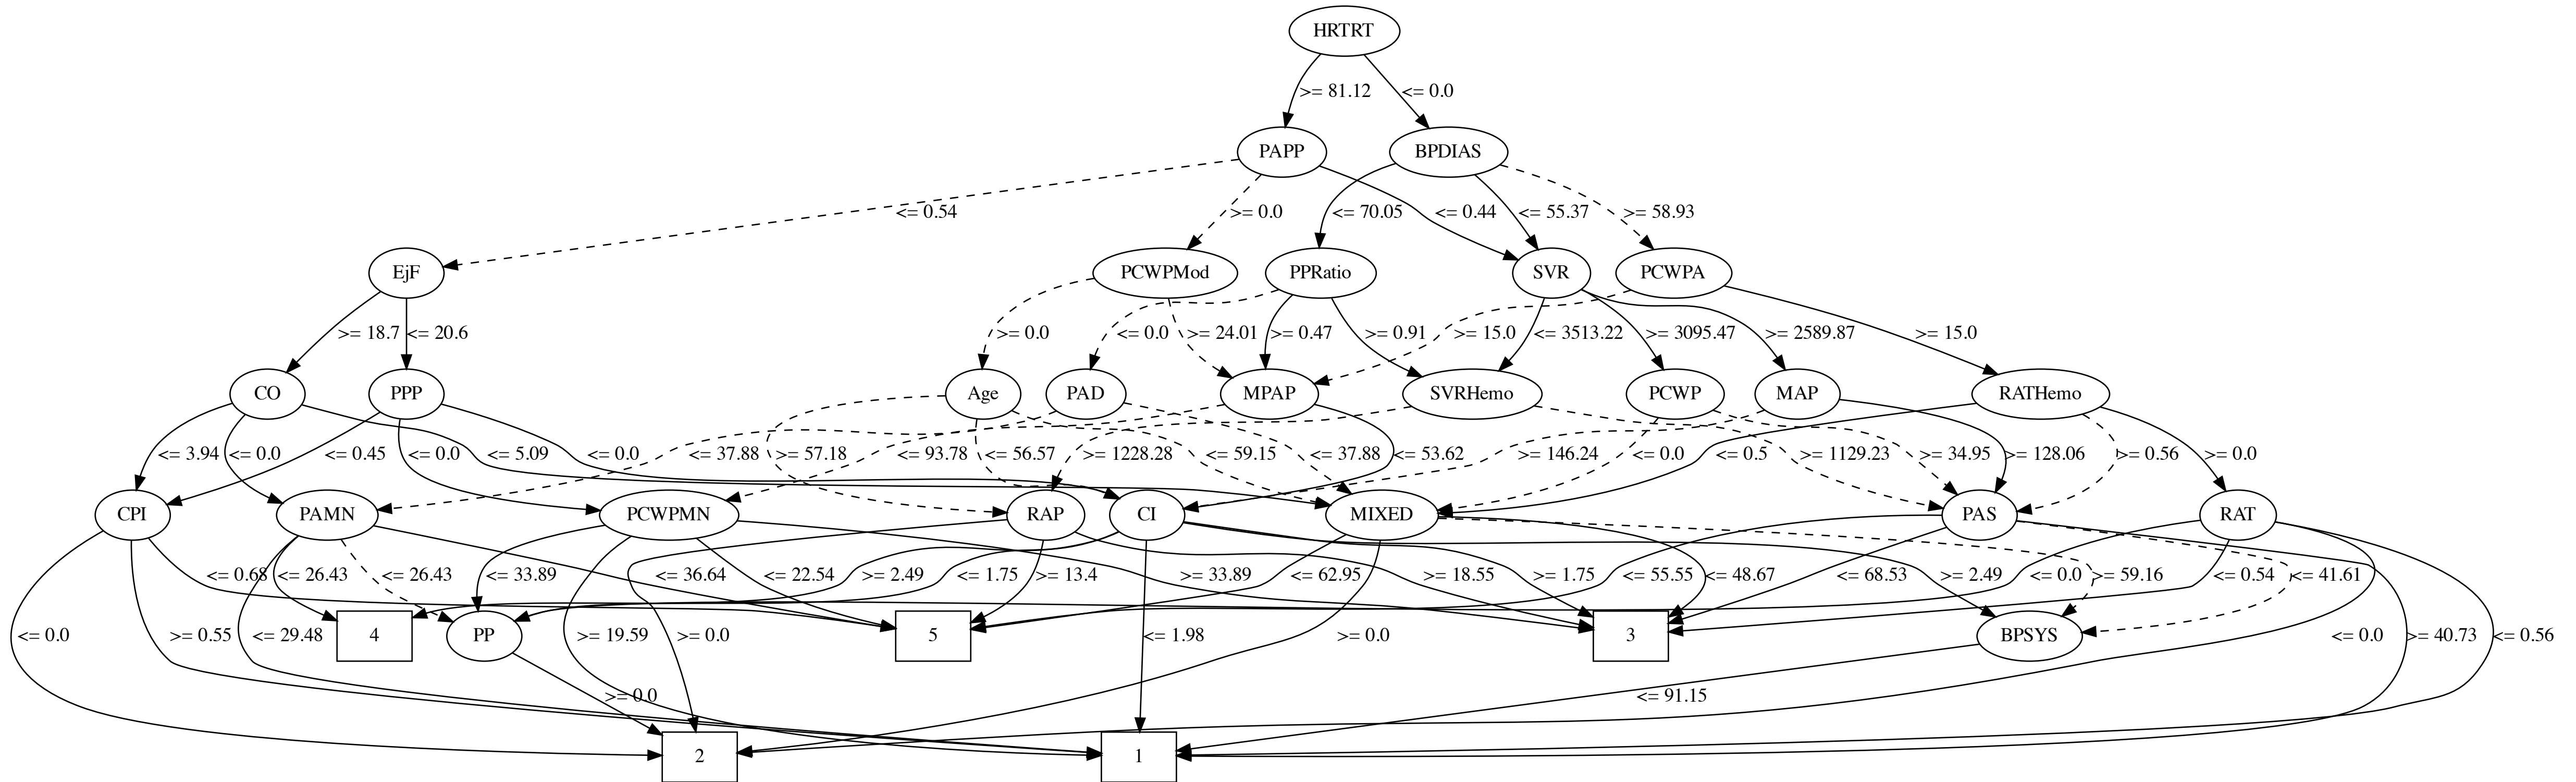 HRTRT
>= 81.12
<= 0.0
PAPP
BPDIAS
<= 0.54
>= 0.0
<= 70.05
<= 0.44
<= 55.37
>= 58.93
EjF
PCWPMod
PPRatio
SVR
PCWPA
>= 18.7
<= 20.6
>= 0.0
<= 0.0
>= 24.01
>= 0.47
>= 0.91
>= 15.0
<= 3513.22
>= 3095.47
>= 2589.87
>= 15.0
CO
PPP
Age
PAD
MPAP
SVRHemo
PCWP
MAP
RATHemo
<= 3.94
<= 0.0
<= 0.45
<= 0.0
<= 5.09
<= 0.0
<= 37.88
>= 57.18
<= 93.78
<= 56.57
>= 1228.28
<= 59.15
<= 37.88
<= 53.62
>= 146.24
<= 0.0
<= 0.5
>= 1129.23
>= 34.95
>= 128.06
>= 0.56
>= 0.0
CPI
PAMN
PCWPMN
RAP
CI
MIXED
PAS
RAT
<= 0.68
<= 26.43
<= 26.43
<= 33.89
<= 36.64
<= 22.54
>= 2.49
<= 1.75
>= 13.4
>= 33.89
<= 62.95
>= 18.55
>= 1.75
<= 55.55
<= 48.67
<= 68.53
>= 2.49
<= 0.0
>= 59.16
<= 0.54
<= 41.61
<= 0.0
>= 0.55
<= 29.48
4
PP
>= 19.59
>= 0.0
5
<= 1.98
>= 0.0
3
BPSYS
<= 0.0
>= 40.73
<= 0.56
>= 0.0
<= 91.15
2
1